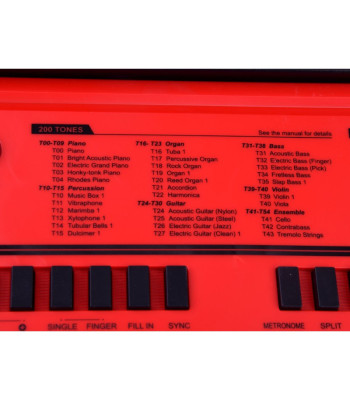 200 TONES
See the manual for details
T00-T09 Piano
T00 Piano
T01 Bright Acoustic Piano
T02 Electric Grand Piano
T03 Honky-tonk Piano
T04 Rhodes Piano
T10-T15 Percussion
T10 Music Box 1
T11 Vibraphone
T12 Marimba 1
T13 Xylophone 1
T14 Tubular Bells 1
T15 Dulcimer 1
T16- T23 Organ
T16 Tube 1
T17 Percussive Organ
T18 Rock Organ
T19 Organ 1
T20 Reed Organ 1
T21 Accordion
T22 Harmonica
T24-T30 Guitar
T24 Acoustic Guitar (Nylon)
T25 Acoustic Guitar (Steel)
T26 Electric Guitar (Jazz)
T27 Electric Guitar (Clean) 1
T31-T38 Bass
T31 Acoustic Bass
T32 Electric Bass (Finger)
T33 Electric Bass (Pick)
T34 Fretless Bass
T35 Slap Bass 1
T39-T40 Violin
T39 Violin 1
T40 Viola
T41-T54 Ensemble
T41 Cello
T42 Contrabass
T43 Tremolo Strings
SINGLE FINGER FILL IN SYNC
METRONOME SPLIT